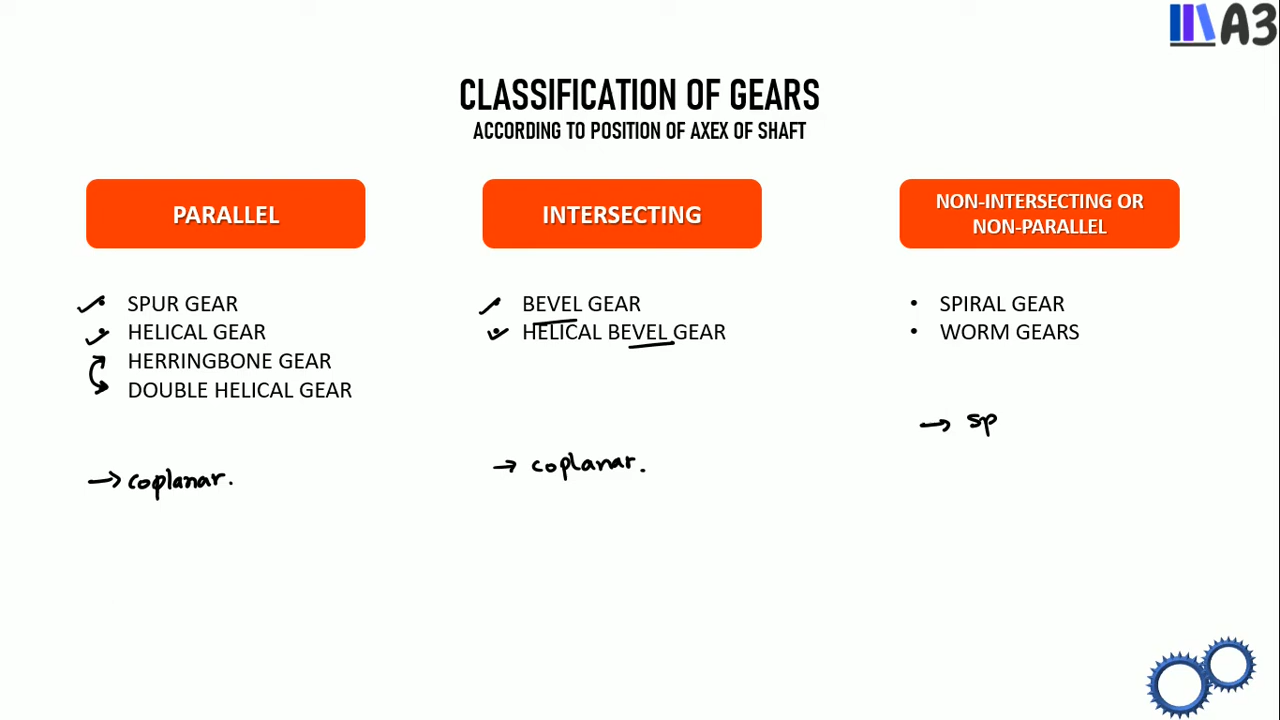 A3
CLASSIFICATION OF GEARS
ACCORDING TO POSITION OF AXEX OF SHAFT
PARALLEL
• SPUR GEAR
• HELICAL GEAR
HERRINGBONE GEAR
DOUBLE HELICAL GEAR
→ coplanar.
INTERSECTING
• BEVEL GEAR
• HELICAL BEVEL GEAR
→ coplanar.
NON-INTERSECTING OR
NON-PARALLEL
• SPIRAL GEAR
• WORM GEARS
→ sp